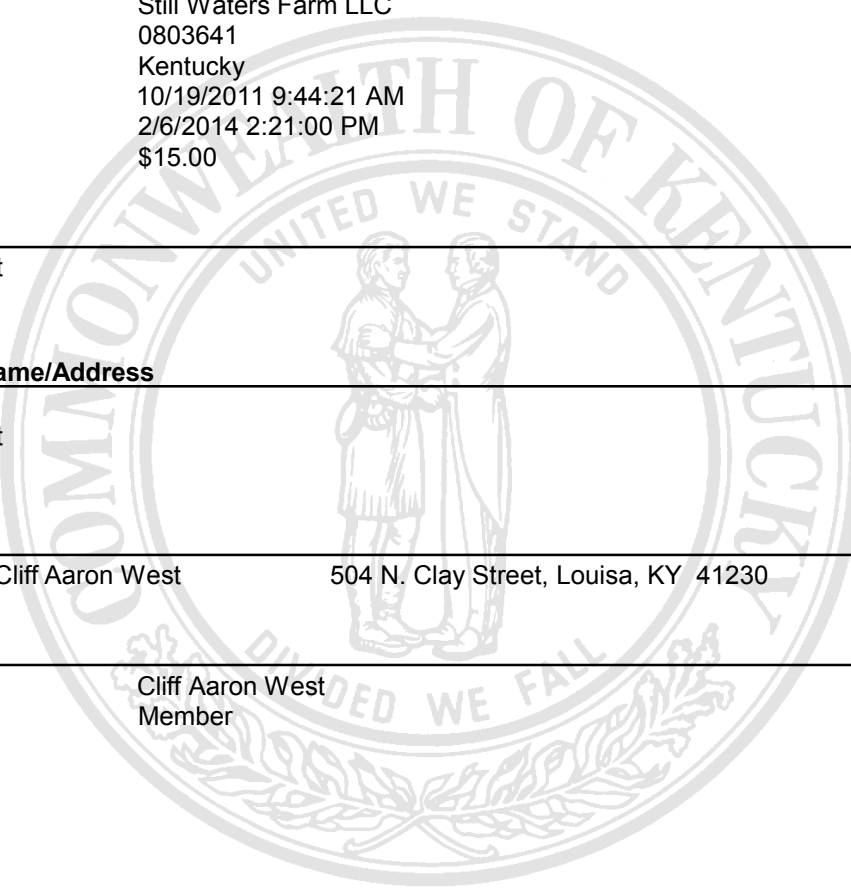 Still Waters Farm LLC
0803641
Kentucky
10/19/2011 9:44:21 AM
2/6/2014 2:21:00 PM
$15.00
t
ame/Address
t
Cliff Aaron West 504 N. Clay Street, Louisa, KY 41230
Cliff Aaron West
Member
COMMONWEALTH OF KENTUCKY
UNITED WE STAND
DIVIDED WE FALL